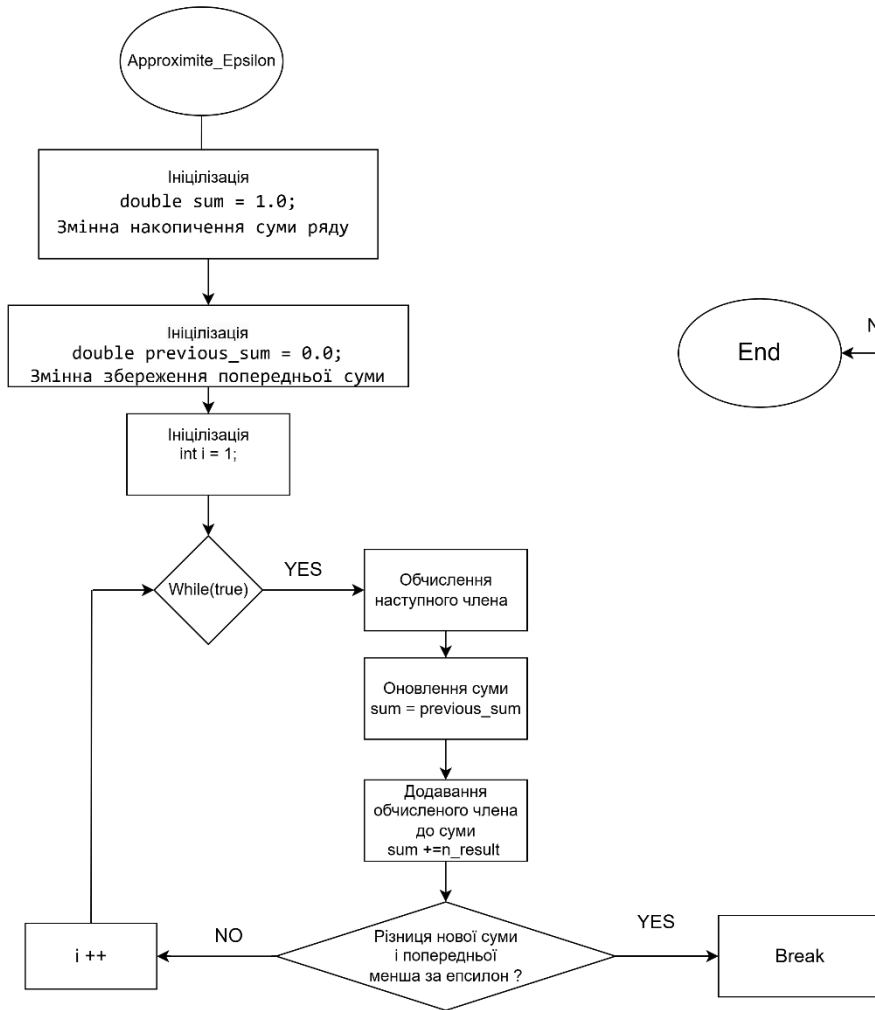 Approximite_Epsilon
Ініцілізація
double sum = 1.0;
Змінна накопичення суми ряду
Ініцілізація
double previous_sum = 0.0;
Змінна збереження попередньої суми
Ініцілізація
int i = 1;
While(true)
YES
Обчислення
наступного члена
Оновлення суми
sum = previous_sum
Додавання
обчисленого члена
до суми
sum +=n_result
Різниця нової суми
і попередньої
менша за епсилон ?
NO
i ++
YES
Break
End